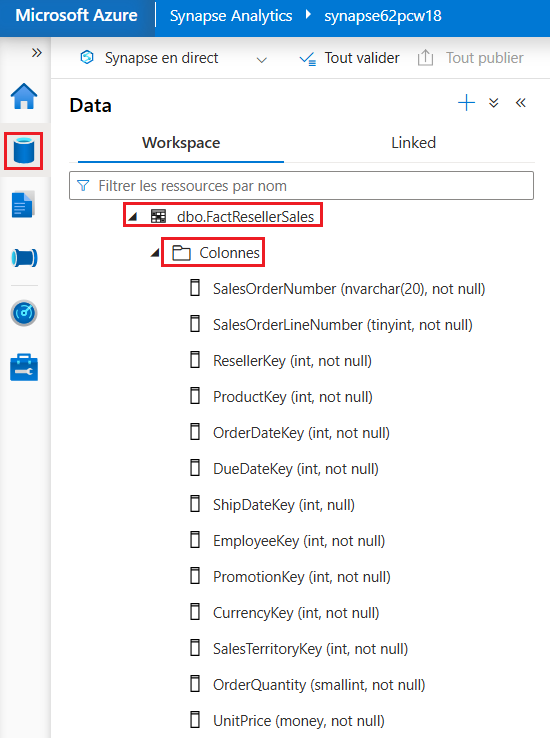 Microsoft Azure Synapse Analytics synapse62pcw18
Synapse en direct Tout valider Tout publier
Data
Workspace Linked
Filtrer les ressources par nom
dbo.FactResellerSales
Colonnes
SalesOrderNumber (nvarchar(20), not null)
SalesOrderLineNumber (tinyint, not null)
ResellerKey (int, not null)
ProductKey (int, not null)
OrderDateKey (int, not null)
DueDateKey (int, not null)
ShipDateKey (int, null)
EmployeeKey (int, not null)
PromotionKey (int, not null)
CurrencyKey (int, not null)
SalesTerritoryKey (int, not null)
OrderQuantity (smallint, not null)
UnitPrice (money, not null)